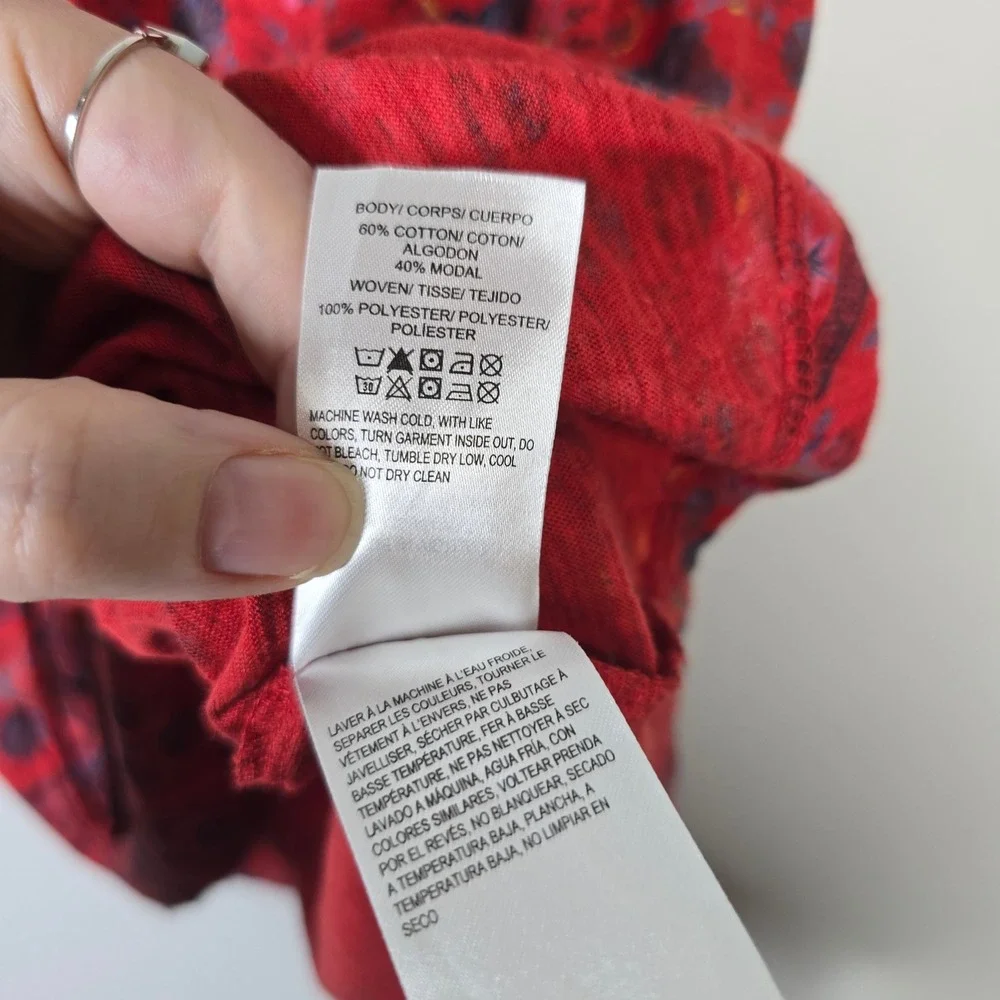 BODY/ CORPS/ CUERPO
60% COTTON/ COTON/
ALGODON
40% MODAL
WOVEN/ TISSE/ TEJIDO
100% POLYESTER/ POLYESTER/
POLÍESTER
30
MACHINE WASH COLD, WITH LIKE
COLORS, TURN GARMENT INSIDE OUT, DO
BLEACH, TUMBLE DRY LOW, COOL
NOT DRY CLEAN
LAVER À LA MACHINE À L'EAU FROIDE,
SEPARER LES COULEURS, TOURNER LE
VÊTEMENT À L'ENVERS, NE PAS
JAVELLISER, SÉCHER PAR CULBUTAGE À
BASSE TEMPÉRATURE, FER À BASSE
TEMPÉRATURE, NE PAS NETTOYER À SEC
LAVADO A MÁQUINA, AGUA FRÍA, CON
COLORES SIMILARES, VOLTEAR PRENDA
POR EL REVÉS, NO BLANQUEAR, SECADO
A TEMPERATURA BAJA, PLANCHA, A
TEMPERATURA BAJA, NO LIMPIAR EN
SECO